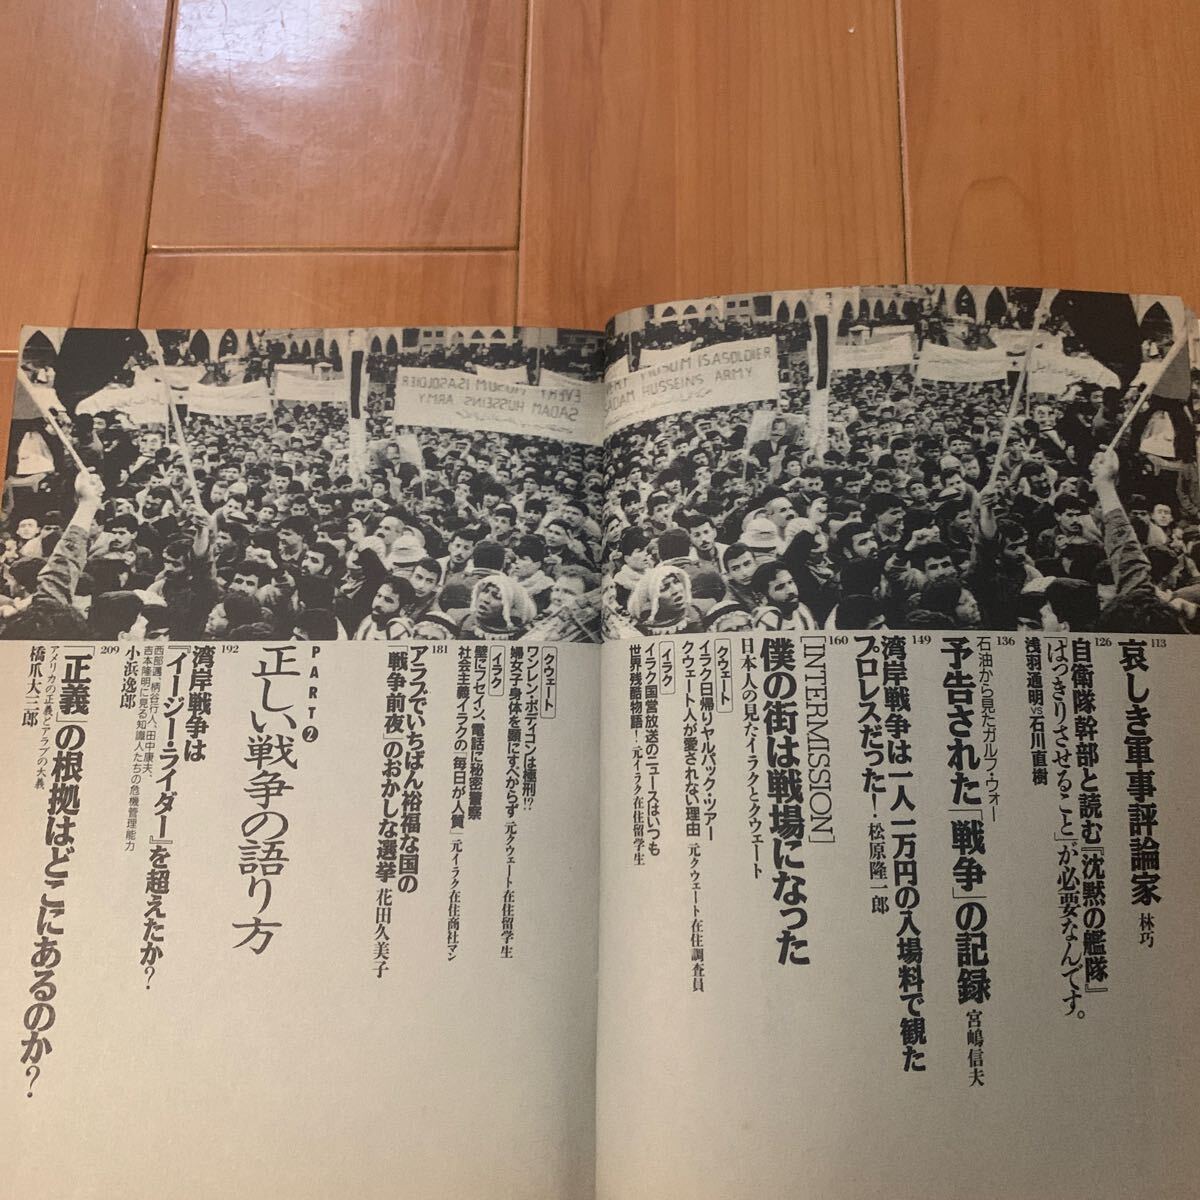 EVERY MUSLIM IS A SOLDIER
SADAM HUSSEINS ARMY
113
哀しき軍事評論家 林巧
126
自衛隊幹部と読む『沈黙の艦隊』
「はっきりさせること」が必要なんです。
浅羽通明vs石川直樹
136
石油から見たガルフ・ウォー
予告された「戦争」の記録 宮嶋信夫
149
湾岸戦争は一人一万円の入場料で観た
プロレスだった! 松原隆一郎
160
[INTERMISSION]
僕の街は戦場になった
日本人の見たイラクとクウェート
クウェート
イラク日帰りヤルパック・ツアー
クウェート人が愛されない理由 元クウェート在住調査員
イラク
イラク国営放送のニュースはいつも
世界残酷物語! 元イラク在住留学生
クウェート
ワンレン・ボディコンは極刑!?
婦女子身体を顕にすべからず 元クウェート在住留学生
イラク
壁にフセイン、電話に秘密警察
社会主義イラクの「毎日が人質」 元イラク在住商社マン
181
アラブでいちばん裕福な国の
「戦争前夜」のおかしな選挙 花田久美子
PART 2
正しい戦争の語り方
192
湾岸戦争は
『イージー・ライダー』を超えたか?
西部邁、柄谷行人、田中康夫、
吉本隆明に見る知識人たちの危機管理能力
小浜逸郎
209
「正義」の根拠はどこにあるのか?
アメリカの正義とアラブの大義
橋爪大三郎